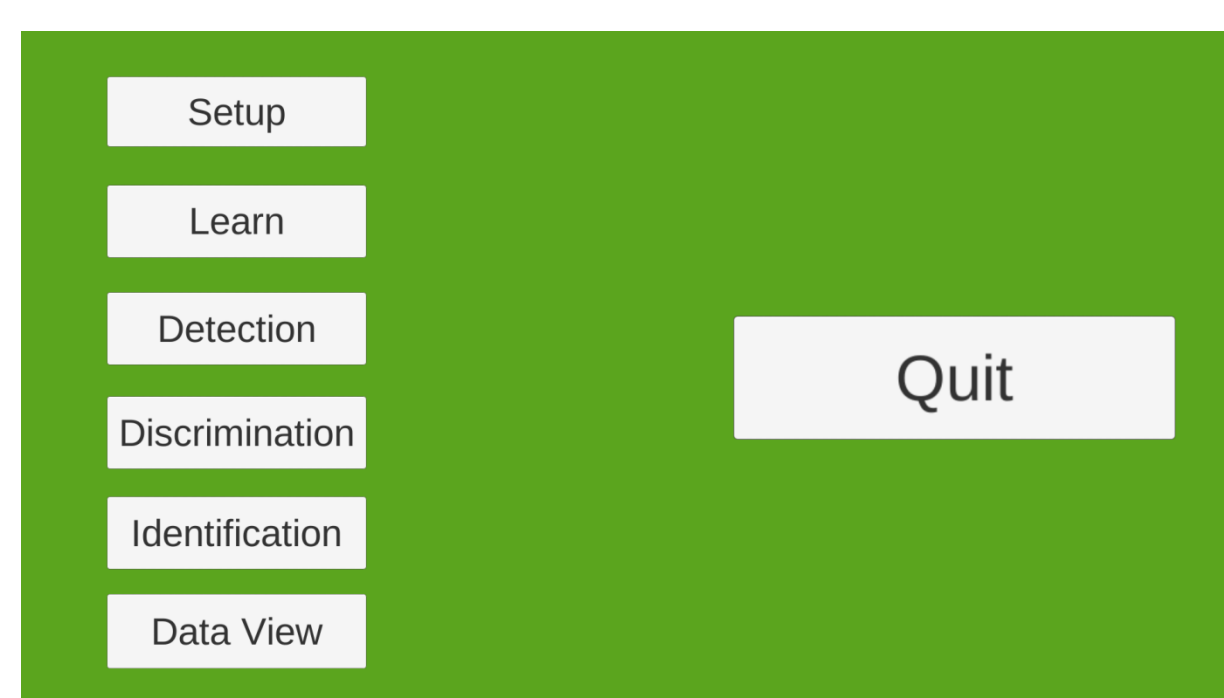 Setup
Learn
Detection
Discrimination
Identification
Data View
Quit